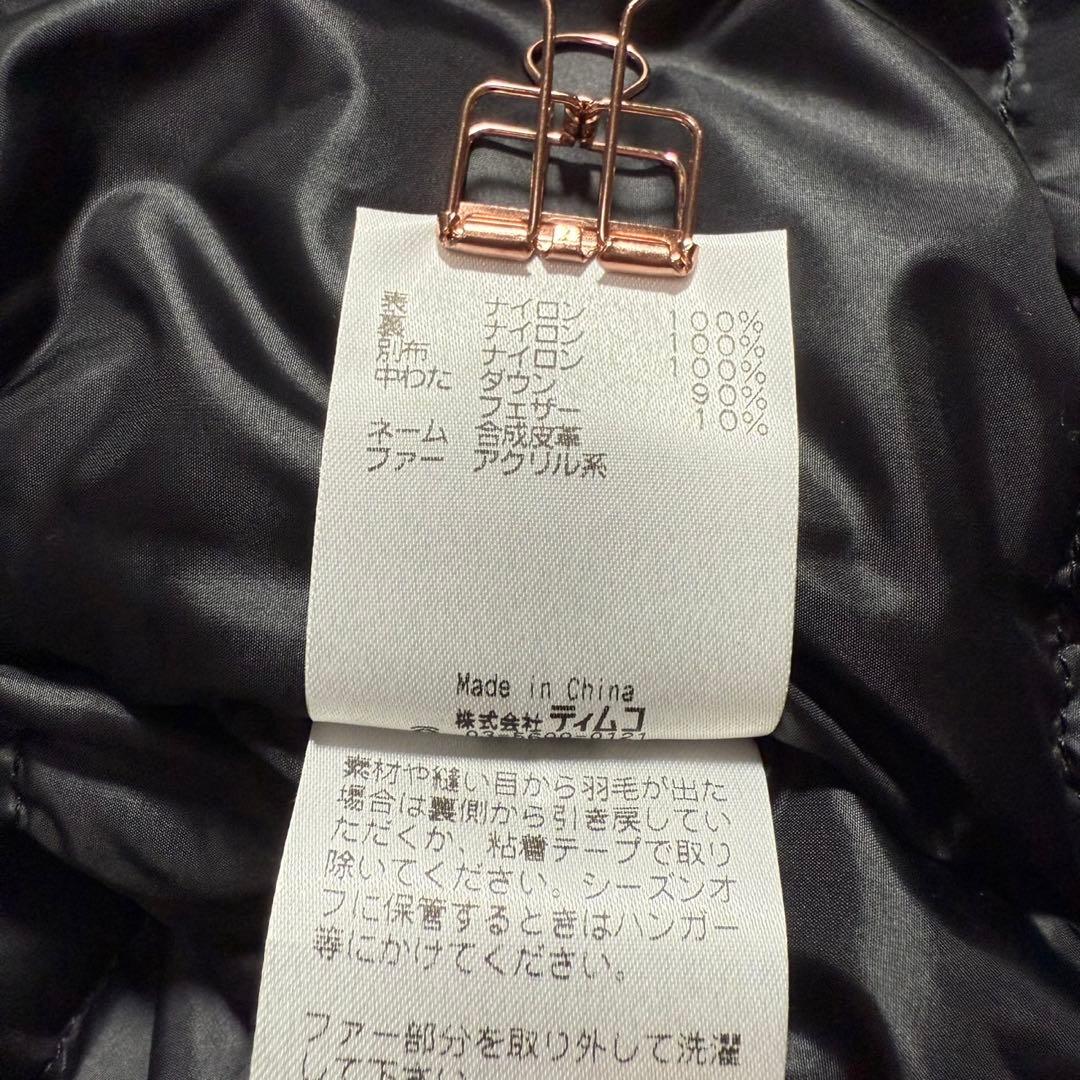 表 ナイロン 100%
裏 ナイロン 100%
別布 ナイロン 100%
中わた ダウン 90%
フェザー 10%
ネーム 合成皮革
ファー アクリル系
Made in China
株式会社 ティムコ
素材や縫い目から羽毛が出た
場合は裏側から引き戻してい
ただくか、粘着テープで取り
除いてください。シーズンオ
フに保管するときはハンガー
等にかけてください。
ファー部分を取り外して洗濯
して下さい。